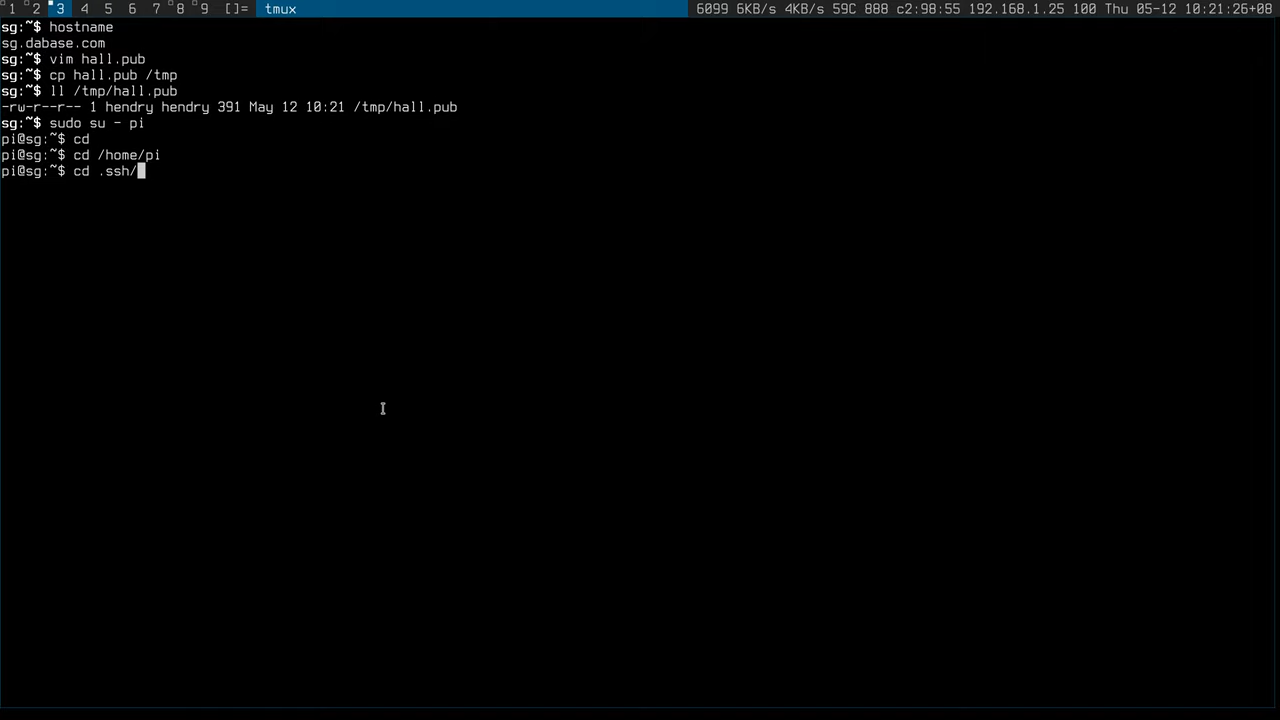 1 2 3 4 5 6 7 8 9 []= tmux 6099 6KB/s 4KB/s 59C 888 c2:98:55 192.168.1.25 100 Thu 05-12 10:21:26+08
sg:~$ hostname
sg.dabase.com
sg:~$ vim hall.pub
sg:~$ cp hall.pub /tmp
sg:~$ ll /tmp/hall.pub
-rw-r--r-- 1 hendry hendry 391 May 12 10:21 /tmp/hall.pub
sg:~$ sudo su - pi
pi@sg:~$ cd
pi@sg:~$ cd /home/pi
pi@sg:~$ cd .ssh/